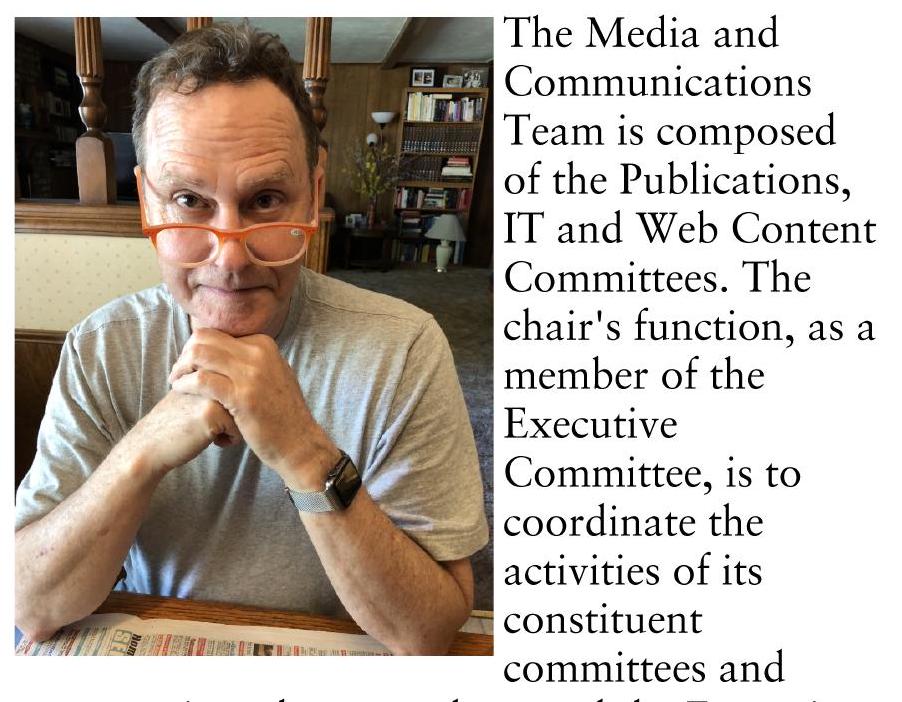 The Media and
Communications
Team is composed
of the Publications,
IT and Web Content
Committees. The
chair's function, as a
member of the
Executive
Committee, is to
coordinate the
activities of its
constituent
committees and